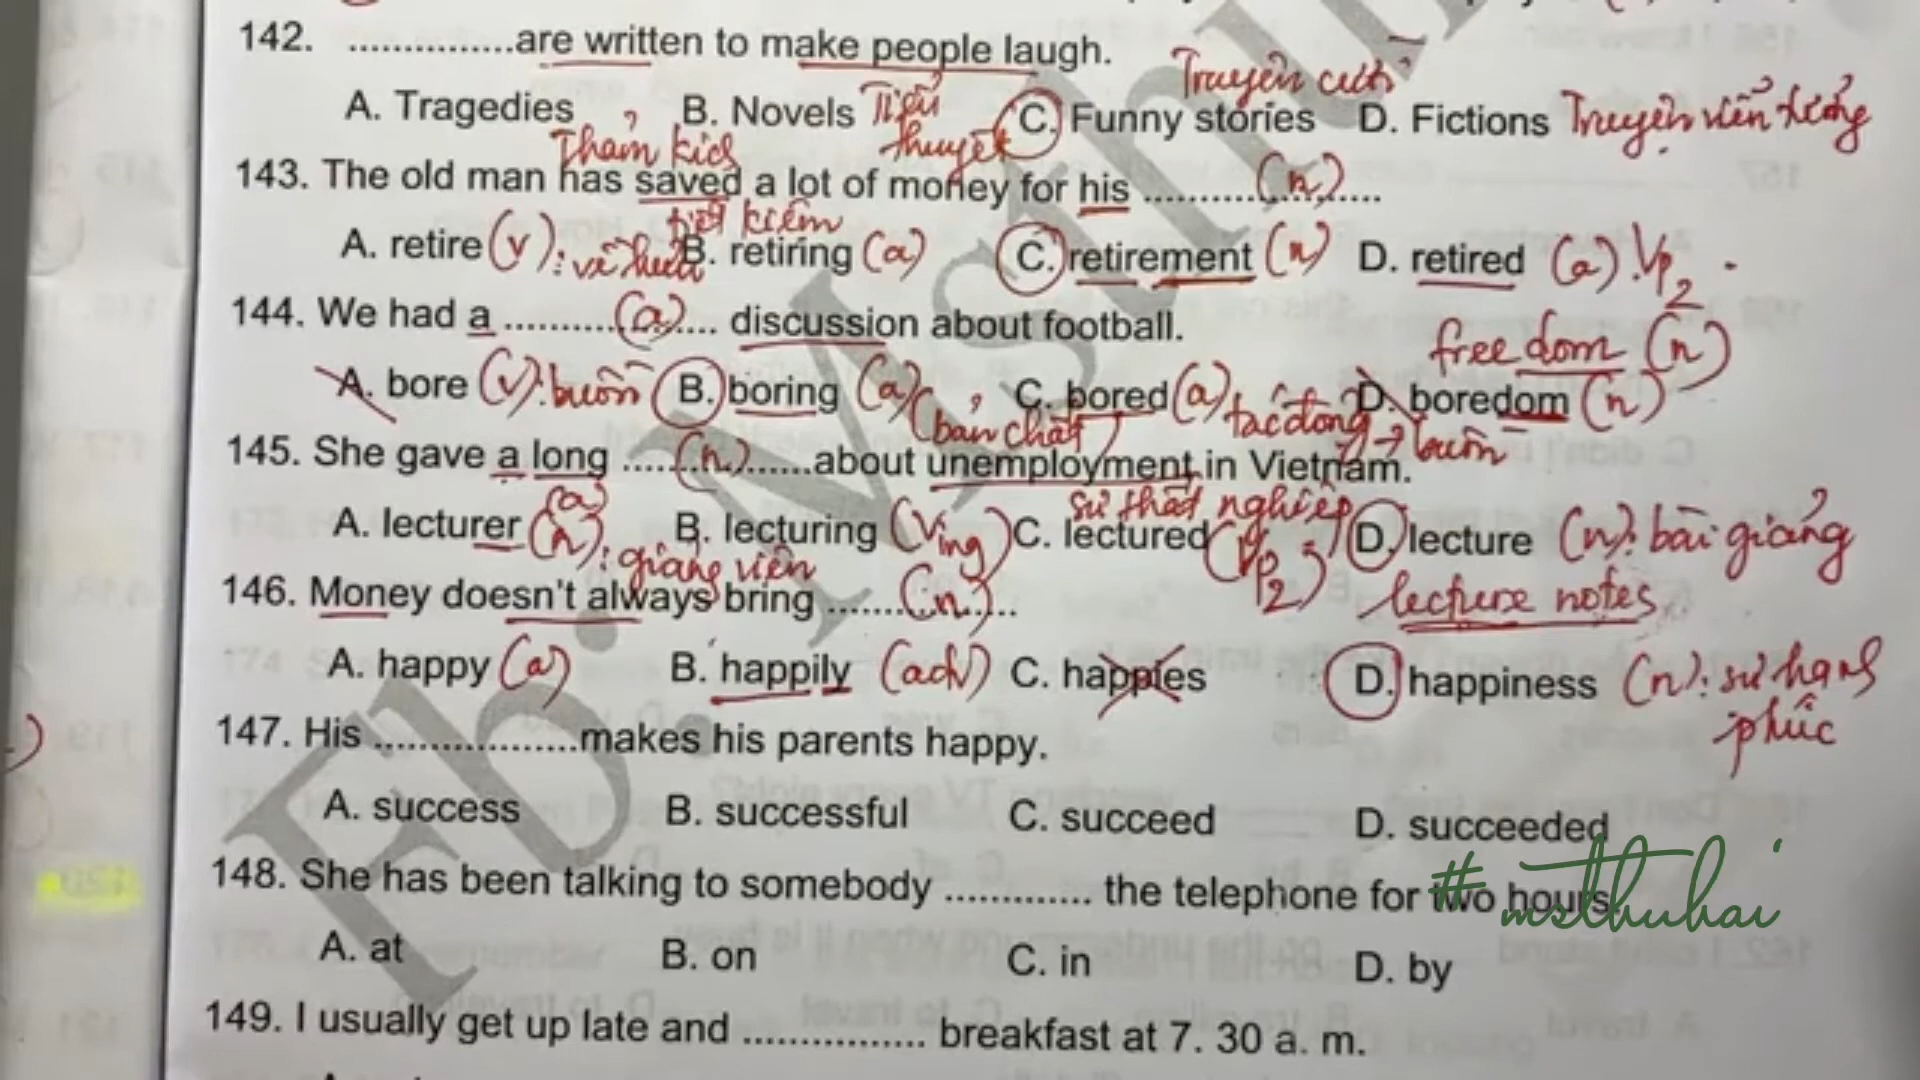 142. ...............are written to make people laugh.
Truyện cười
A. Tragedies B. Novels Tiểu C. Funny stories D. Fictions Truyện viễn tưởng
Thảm kịch thuyết
143. The old man has saved a lot of money for his ...........(n)......
tiết kiệm
A. retire (v): về hưu B. retiring (a) C. retirement (n) D. retired (a) Vp2
144. We had a ...........(a)..... discussion about football.
freedom (n)
A. bore (v): buồn B. boring (a) C. bored (a) tác động D. boredom (n)
(bản chất) → buồn
145. She gave a long ......(n).......about unemployment in Vietnam.
(a) sự thất nghiệp
A. lecturer (n): B. lecturing (Ving) C. lectured (Vp2) D. lecture (n): bài giảng
giảng viên
lecture notes
146. Money doesn't always bring ........(n)....
A. happy (a) B. happily (adv) C. happies D. happiness (n): sự hạnh
phúc
147. His ...................makes his parents happy.
A. success B. successful C. succeed D. succeeded
148. She has been talking to somebody ............. the telephone for two hours.
#msthuhai
A. at B. on C. in D. by
149. I usually get up late and ................ breakfast at 7. 30 a. m.
Fb: Msthu